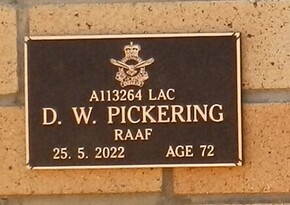 A113264 LAC
D. W. PICKERING
RAAF
25. 5. 2022 AGE 72